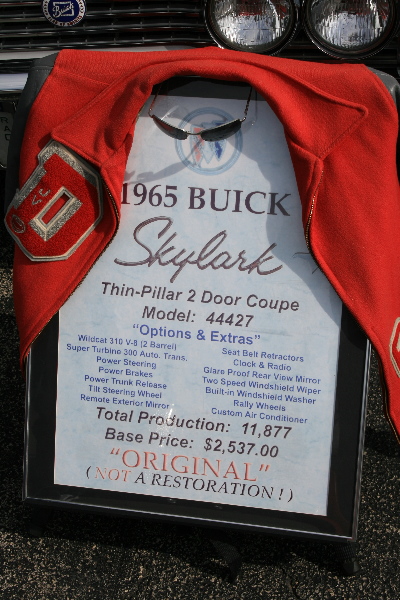 Buick
1965 BUICK
Skylark
Thin-Pillar 2 Door Coupe
Model: 44427
"Options & Extras"
Wildcat 310 V-8 (2 Barrel)
Super Turbine 300 Auto. Trans.
Power Steering
Power Brakes
Power Trunk Release
Tilt Steering Wheel
Remote Exterior Mirror
Seat Belt Retractors
Clock & Radio
Glare Proof Rear View Mirror
Two Speed Windshield Wiper
Built-in Windshield Washer
Rally Wheels
Custom Air Conditioner
Total Production: 11,877
Base Price: $2,537.00
"ORIGINAL"
(NOT A RESTORATION!)